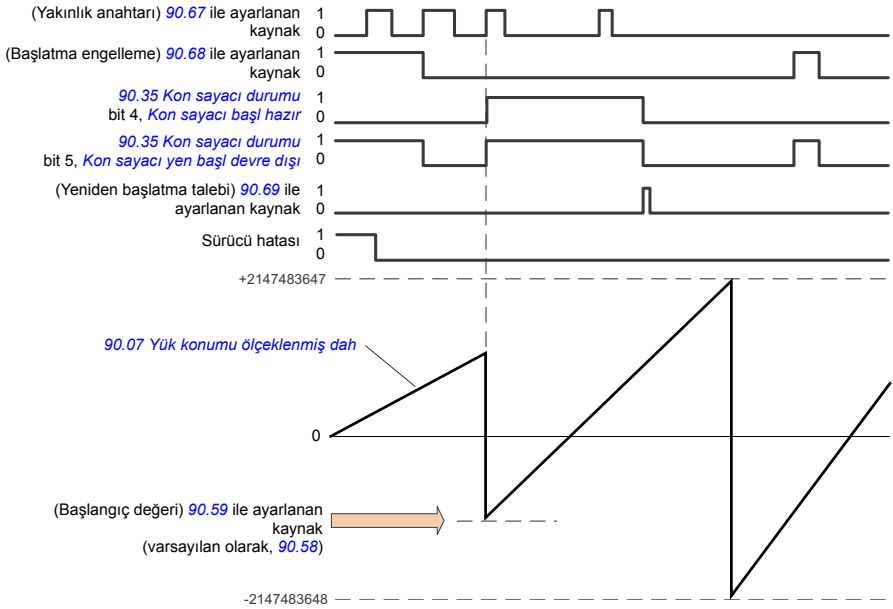 (Yakınlık anahtarı) 90.67 ile ayarlanan 1
kaynak 0
(Başlatma engelleme) 90.68 ile ayarlanan 1
kaynak 0
90.35 Kon sayacı durumu 1
bit 4, Kon sayacı başl hazır 0
90.35 Kon sayacı durumu 1
bit 5, Kon sayacı yen başl devre dışı 0
(Yeniden başlatma talebi) 90.69 ile 1
ayarlanan kaynak 0
Sürücü hatası 1
0
+2147483647
90.07 Yük konumu ölçeklenmiş dah
0
(Başlangıç değeri) 90.59 ile ayarlanan
kaynak
(varsayılan olarak, 90.58)
-2147483648